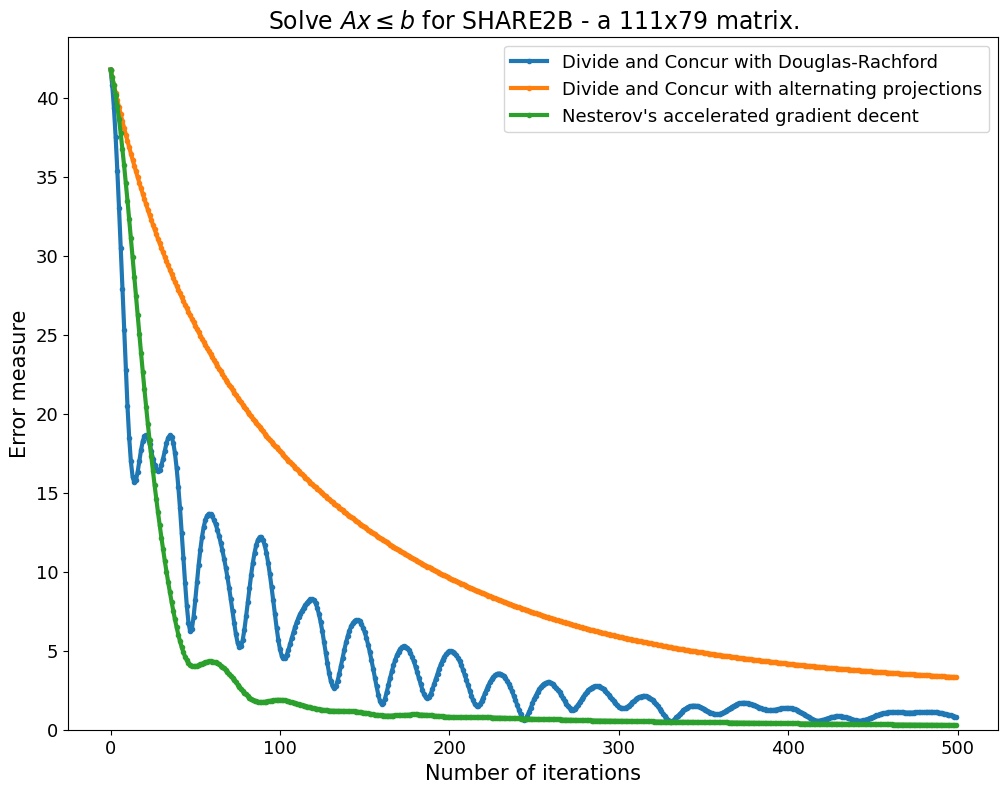 Solve Ax ≤ b for SHARE2B - a 111x79 matrix.
Divide and Concur with Douglas-Rachford
Divide and Concur with alternating projections
Nesterov's accelerated gradient decent
Error measure
40
35
30
25
20
15
10
5
0
0 100 200 300 400 500
Number of iterations